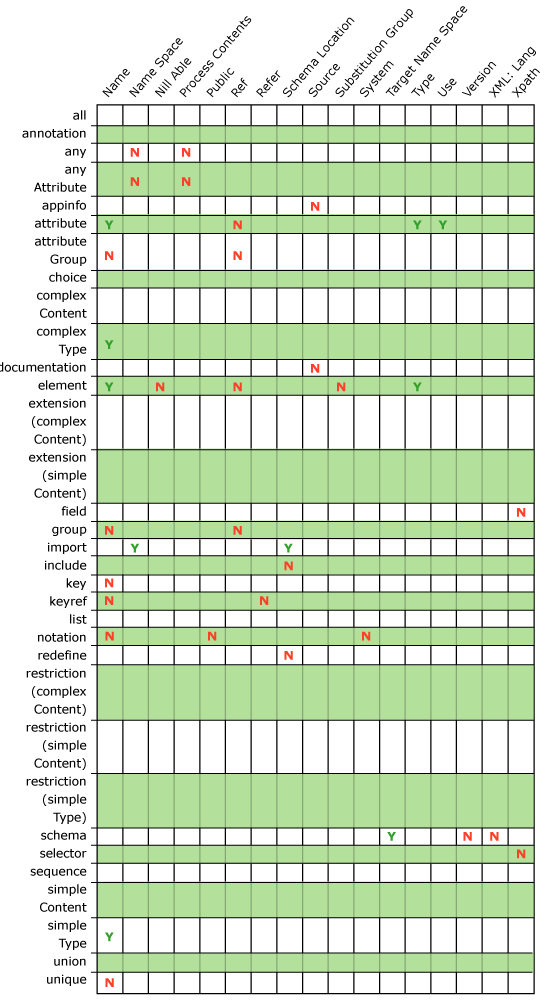 Name
Name Space
Nill Able
Process Contents
Public
Ref
Refer
Schema Location
Source
Substitution Group
System
Target Name Space
Type
Use
Version
XML: Lang
Xpath
all
annotation
any N N
any
Attribute N N
appinfo N
attribute Y N Y Y
attribute
Group N N
choice
complex
Content
complex
Type Y
documentation N
element Y N N N Y
extension
(complex
Content)
extension
(simple
Content)
field N
group N N
import Y Y
include N
key N
keyref N N
list
notation N N N
redefine N
restriction
(complex
Content)
restriction
(simple
Content)
restriction
(simple
Type)
schema Y N N
selector N
sequence
simple
Content
simple
Type Y
union
unique N